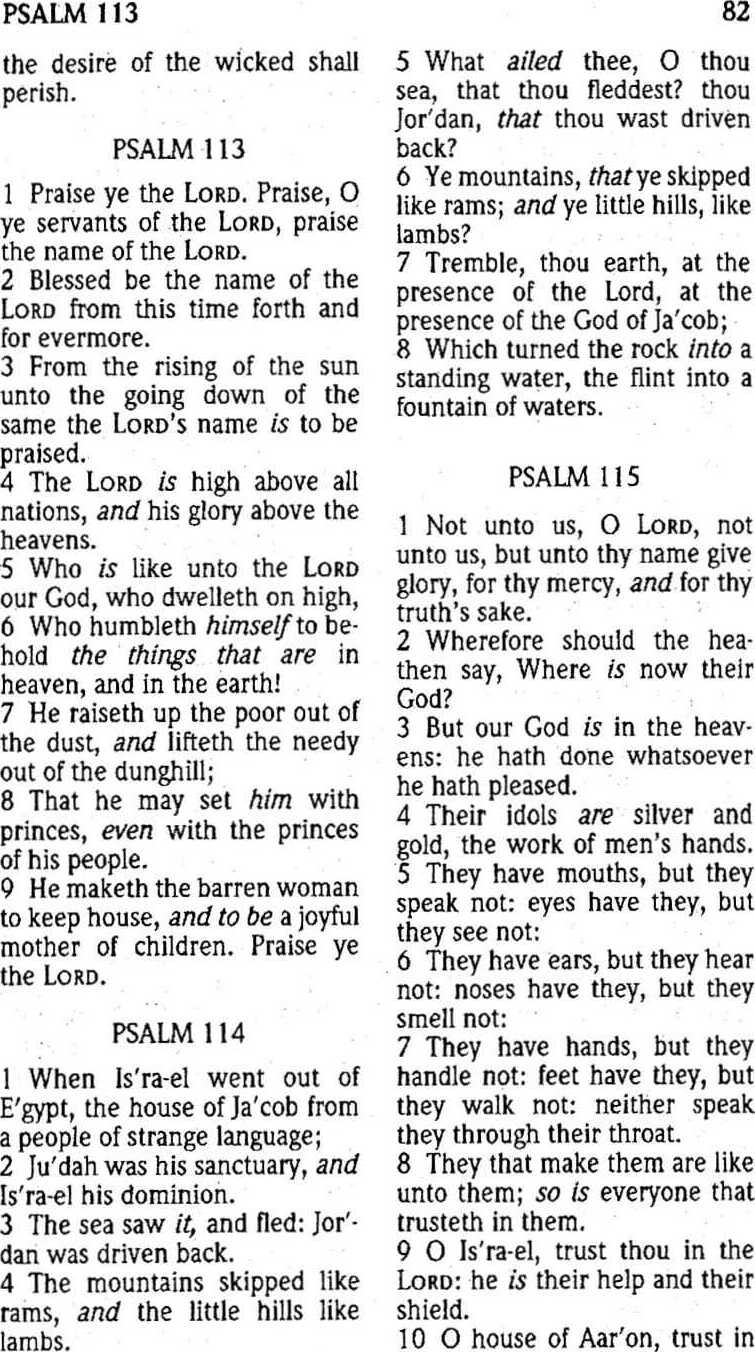 PSALM 113 82
the desire of the wicked shall
perish.
PSALM 113
1 Praise ye the LORD. Praise, O
ye servants of the LORD, praise
the name of the LORD.
2 Blessed be the name of the
LORD from this time forth and
for evermore.
3 From the rising of the sun
unto the going down of the
same the LORD's name is to be
praised.
4 The LORD is high above all
nations, and his glory above the
heavens.
5 Who is like unto the LORD
our God, who dwelleth on high,
6 Who humbleth himself to be-
hold the things that are in
heaven, and in the earth!
7 He raiseth up the poor out of
the dust, and lifteth the needy
out of the dunghill;
8 That he may set him with
princes, even with the princes
of his people.
9 He maketh the barren woman
to keep house, and to be a joyful
mother of children. Praise ye
the LORD.
PSALM 114
1 When Is'ra-el went out of
E'gypt, the house of Ja'cob from
a people of strange language;
2 Ju'dah was his sanctuary, and
Is'ra-el his dominion.
3 The sea saw it, and fled: Jor'-
dan was driven back.
4 The mountains skipped like
rams, and the little hills like
lambs.
5 What ailed thee, O thou
sea, that thou fleddest? thou
Jor'dan, that thou wast driven
back?
6 Ye mountains, that ye skipped
like rams; and ye little hills, like
lambs?
7 Tremble, thou earth, at the
presence of the Lord, at the
presence of the God of Ja'cob;
8 Which turned the rock into a
standing water, the flint into a
fountain of waters.
PSALM 115
1 Not unto us, O LORD, not
unto us, but unto thy name give
glory, for thy mercy, and for thy
truth's sake.
2 Wherefore should the hea-
then say, Where is now their
God?
3 But our God is in the heav-
ens: he hath done whatsoever
he hath pleased.
4 Their idols are silver and
gold, the work of men's hands.
5 They have mouths, but they
speak not: eyes have they, but
they see not:
6 They have ears, but they hear
not: noses have they, but they
smell not:
7 They have hands, but they
handle not: feet have they, but
they walk not: neither speak
they through their throat.
8 They that make them are like
unto them; so is everyone that
trusteth in them.
9 O Is'ra-el, trust thou in the
LORD: he is their help and their
shield.
10 O house of Aar'on, trust in